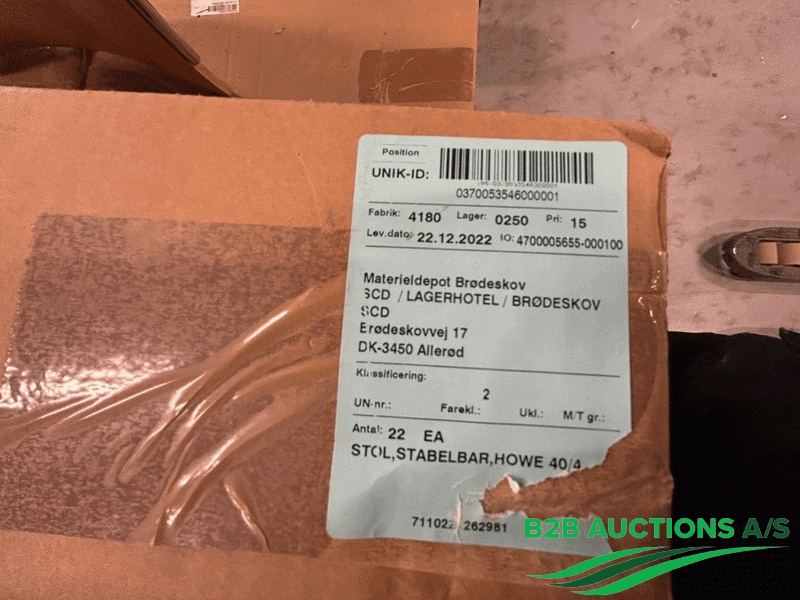 Position
UNIK-ID:
0370053546000001
Fabrik: 4180 Lager: 0250 Pri: 15
Lev.dato: 22.12.2022 IO: 4700005655-000100
Materieldepot Brødeskov
SCD / LAGERHOTEL / BRØDESKOV
SCD
Brødeskovvej 17
DK-3450 Allerød
Klassificering:
2
UN-nr.: Farekl.: Ukl.: M/T gr.:
Antal: 22 EA
STOL,STABELBAR,HOWE 40/4
711022 262981
B2B AUCTIONS A/S